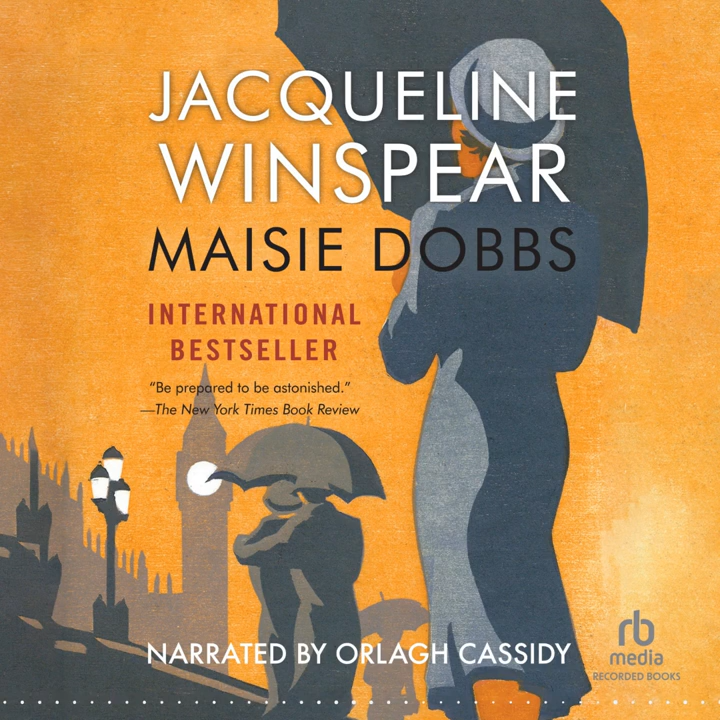 JACQUELINE
WINSPEAR
MAISIE DOBBS
INTERNATIONAL
BESTSELLER
“Be prepared to be astonished.”
—The New York Times Book Review
NARRATED BY ORLAGH CASSIDY
rb
media
RECORDED BOOKS